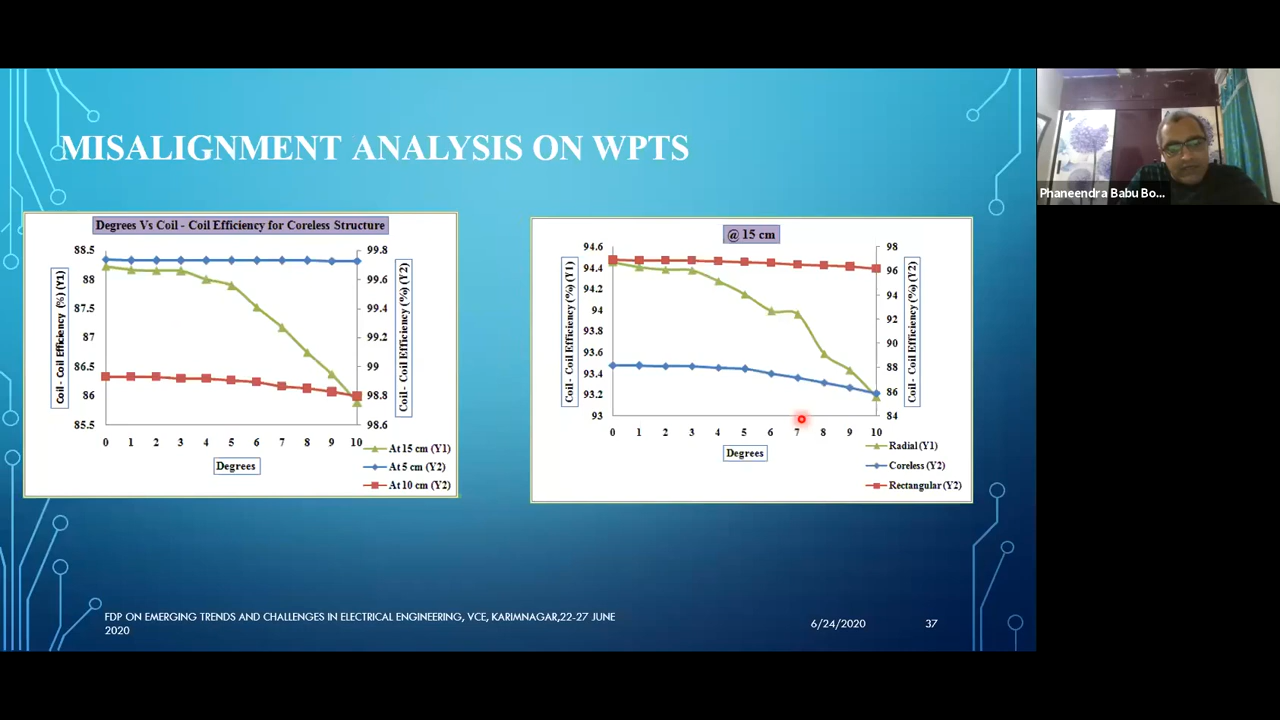 MISALIGNMENT ANALYSIS ON WPTS
Phaneendra Babu Bo...
Degrees Vs Coil - Coil Efficiency for Coreless Structure
Coil - Coil Efficiency (%) (Y1)
88.5
88
87.5
87
86.5
86
85.5
99.8
99.6
99.4
99.2
99
98.8
98.6
Coil - Coil Efficiency (%) (Y2)
0 1 2 3 4 5 6 7 8 9 10
Degrees
At 15 cm (Y1)
At 5 cm (Y2)
At 10 cm (Y2)
@ 15 cm
Coil - Coil Efficiency (%) (Y1)
94.6
94.4
94.2
94
93.8
93.6
93.4
93.2
93
98
96
94
92
90
88
86
84
Coil - Coil Efficiency (%) (Y2)
0 1 2 3 4 5 6 7 8 9 10
Degrees
Radial (Y1)
Coreless (Y2)
Rectangular (Y2)
FDP ON EMERGING TRENDS AND CHALLENGES IN ELECTRICAL ENGINEERING, VCE, KARIMNAGAR,22-27 JUNE
2020
6/24/2020
37